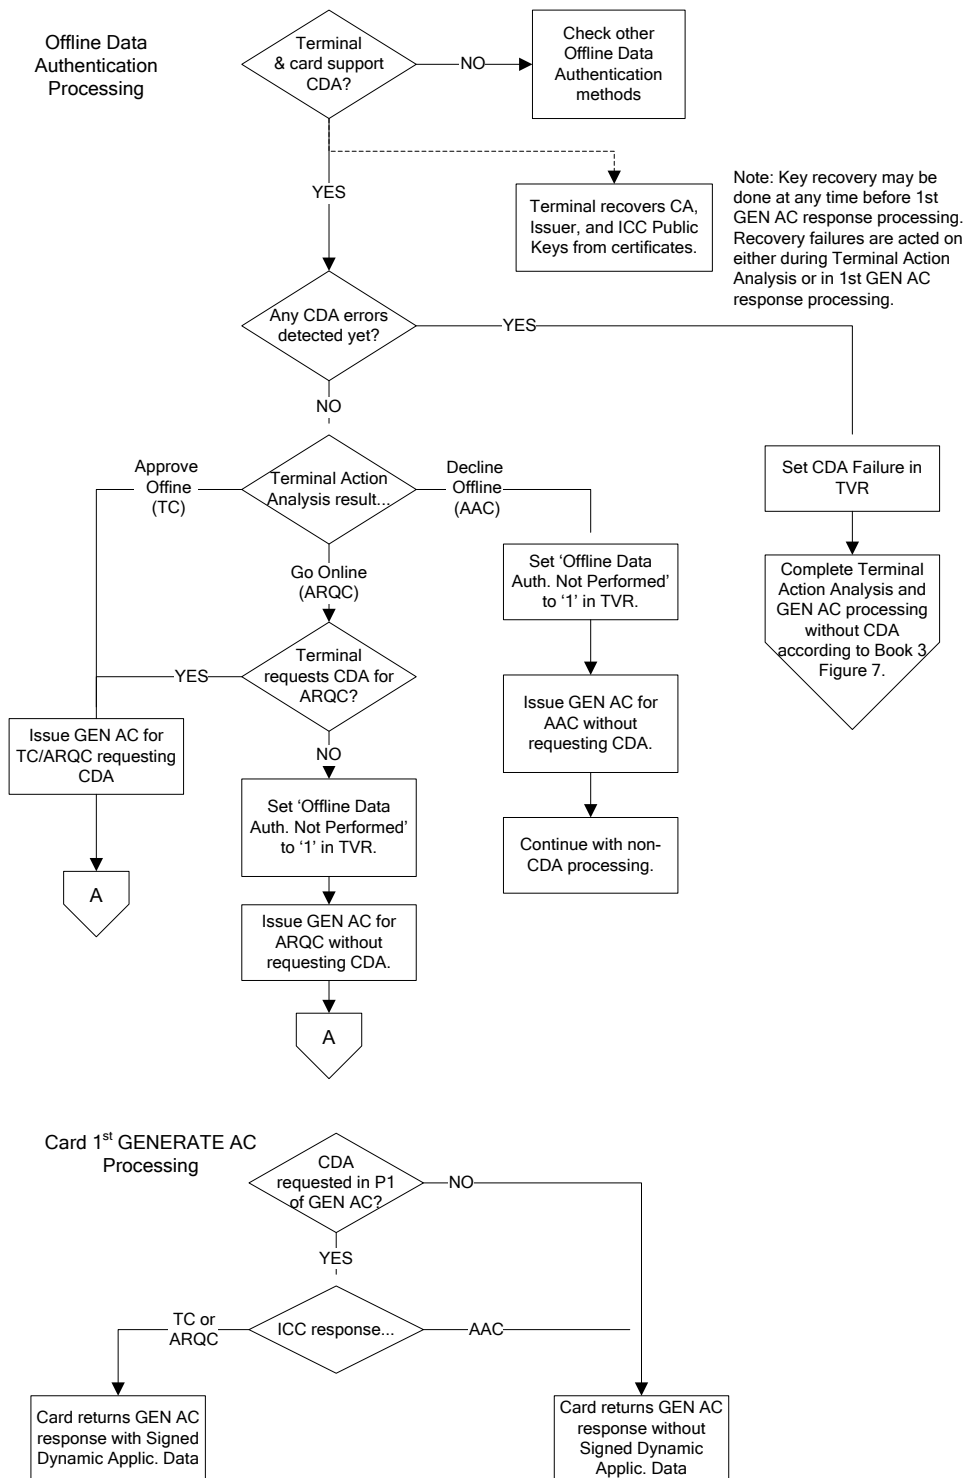 Offline Data
Authentication
Processing
Terminal
& card support
CDA?
NO
Check other
Offline Data
Authentication
methods
YES
Terminal recovers CA,
Issuer, and ICC Public
Keys from certificates.
Note: Key recovery may be
done at any time before 1st
GEN AC response processing.
Recovery failures are acted on
either during Terminal Action
Analysis or in 1st GEN AC
response processing.
Any CDA errors
detected yet?
YES
NO
Set CDA Failure in
TVR
Complete Terminal
Action Analysis and
GEN AC processing
without CDA
according to Book 3
Figure 7.
Terminal Action
Analysis result...
Approve
Offine
(TC)
Decline
Offline
(AAC)
Go Online
(ARQC)
Set ‘Offline Data
Auth. Not Performed’
to ‘1’ in TVR.
Issue GEN AC for
AAC without
requesting CDA.
Continue with non-
CDA processing.
Terminal
requests CDA for
ARQC?
YES
Issue GEN AC for
TC/ARQC requesting
CDA
A
NO
Set ‘Offline Data
Auth. Not Performed’
to ‘1’ in TVR.
Issue GEN AC for
ARQC without
requesting CDA.
A
Card 1st GENERATE AC
Processing
CDA
requested in P1
of GEN AC?
NO
YES
ICC response...
TC or
ARQC
AAC
Card returns GEN AC
response with Signed
Dynamic Applic. Data
Card returns GEN AC
response without
Signed Dynamic
Applic. Data